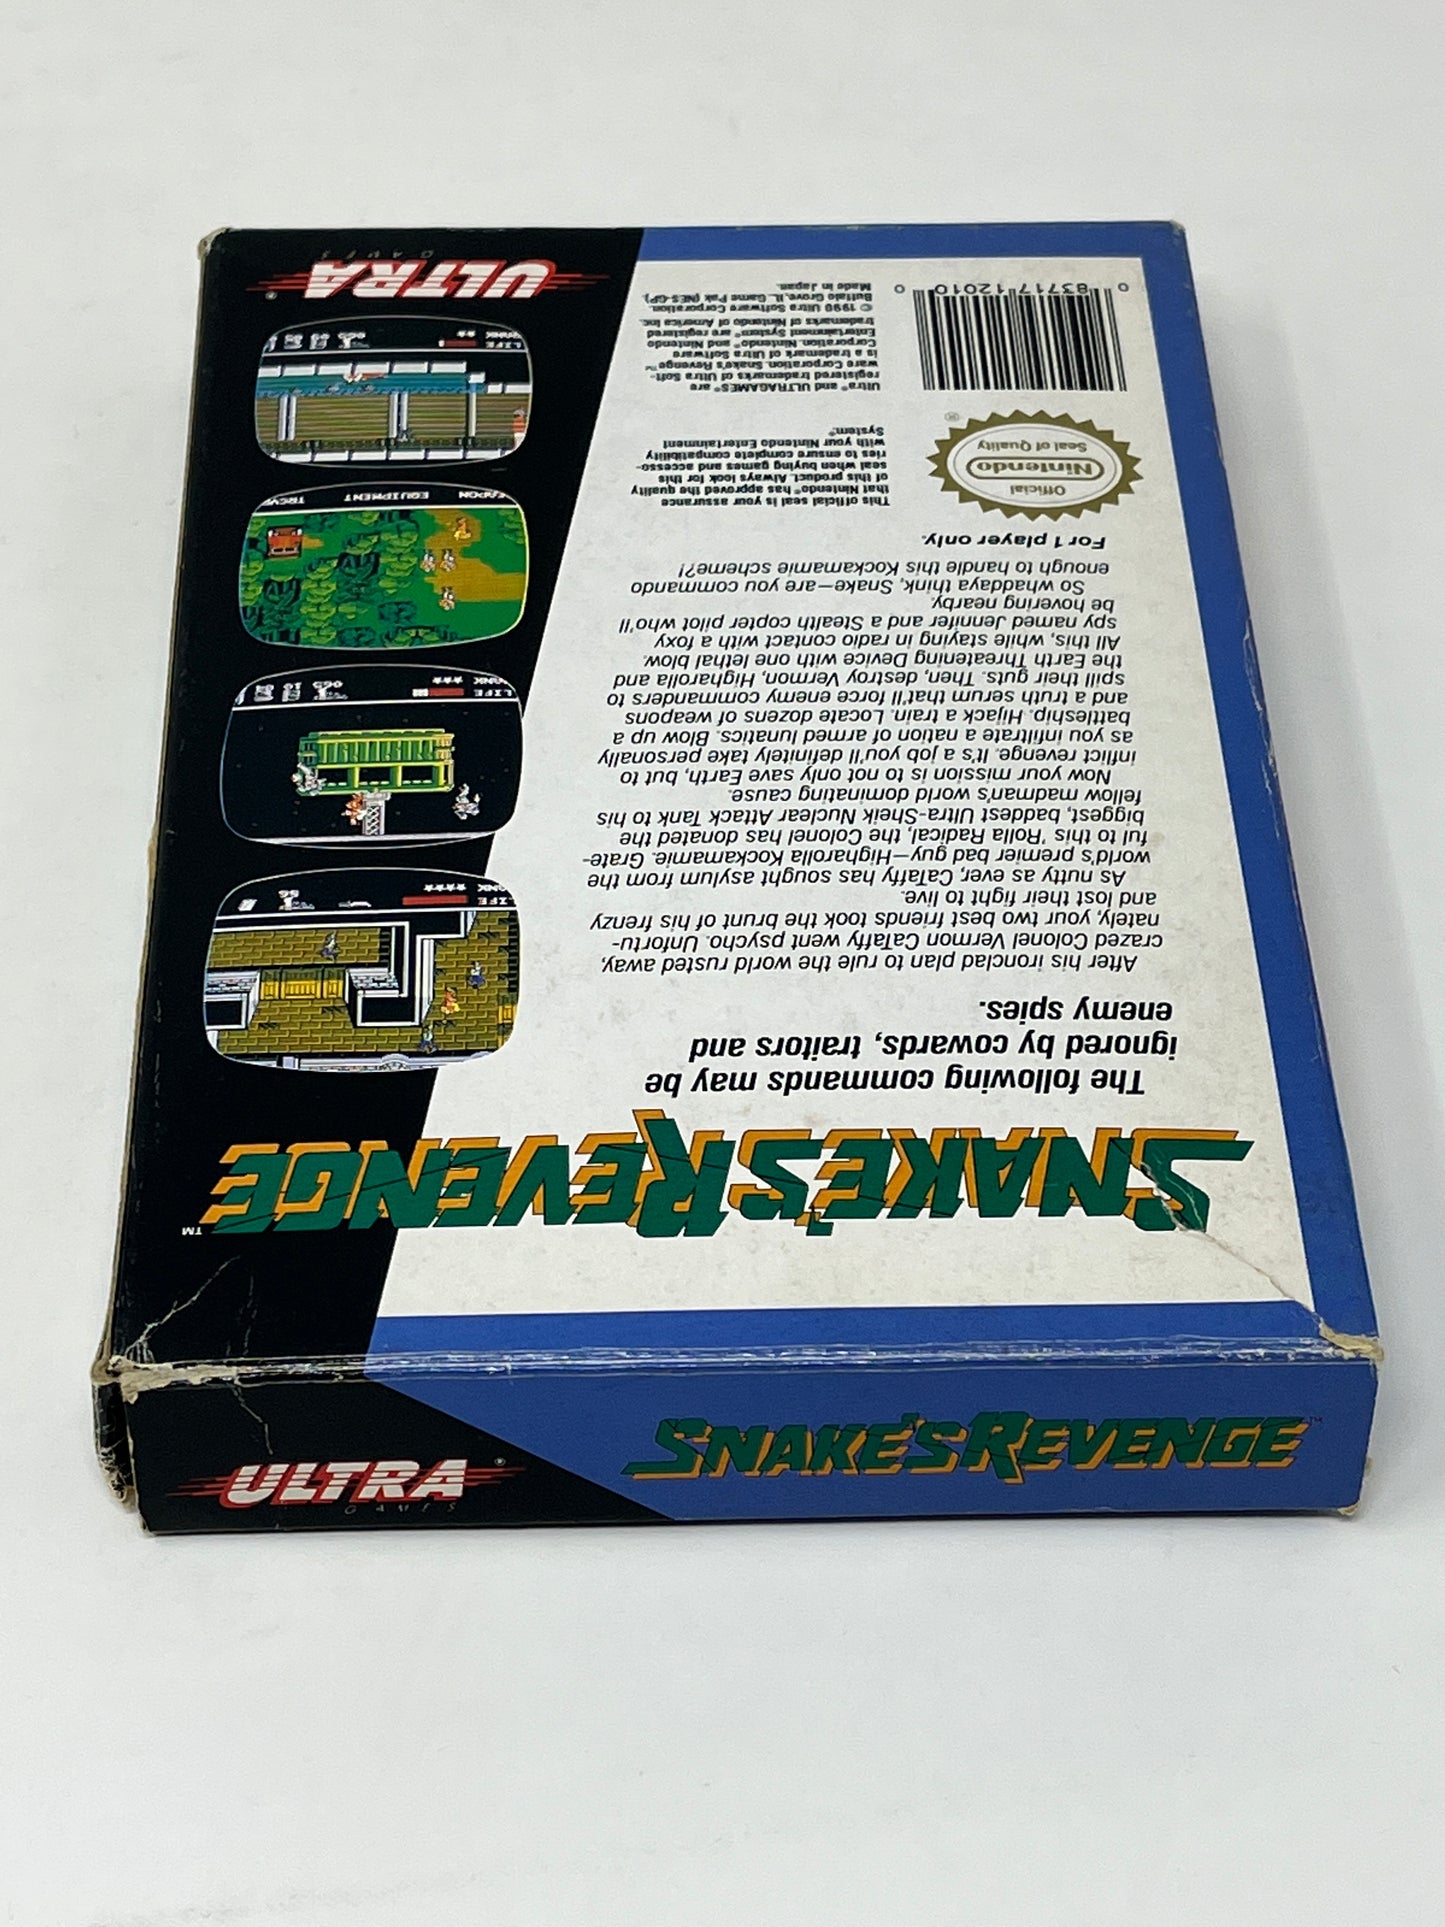 SNAKE'S REVENGE™
The following commands may be
ignored by cowards, traitors and
enemy spies.
After his ironclad plan to rule the world rusted away,
crazed Colonel Vermon CaTaffy went psycho. Unfortu-
nately, your two best friends took the brunt of his frenzy
and lost their fight to live.
As nutty as ever, CaTaffy has sought asylum from the
world's premier bad guy—Higharolla Kockamamie. Grate-
ful to this 'Rolla Radical, the Colonel has donated the
biggest, baddest Ultra-Sheik Nuclear Attack Tank to his
fellow madman's world dominating cause.
Now your mission is to not only save Earth, but to
inflict revenge. It's a job you'll definitely take personally
as you infiltrate a nation of armed lunatics. Blow up a
battleship. Hijack a train. Locate dozens of weapons
and a truth serum that'll force enemy commanders to
spill their guts. Then, destroy Vermon, Higharolla and
the Earth Threatening Device with one lethal blow.
All this, while staying in radio contact with a foxy
spy named Jennifer and a Stealth copter pilot who'll
be hovering nearby.
So whaddaya think, Snake—are you commando
enough to handle this Kockamamie scheme?!
For 1 player only.
Official
Nintendo
Seal of Quality
®
This official seal is your assurance
that Nintendo® has approved the quality
of this product. Always look for this
seal when buying games and accesso-
ries to ensure complete compatibility
with your Nintendo Entertainment
System®
Ultra® and ULTRAGAMES® are
registered trademarks of Ultra Soft-
ware Corporation. Snake's Revenge™
is a trademark of Ultra Software
Corporation. Nintendo® and Nintendo
Entertainment System® are registered
trademarks of Nintendo of America Inc.
© 1990 Ultra Software Corporation.
Buffalo Grove, IL. Game Pak (NES-GP).
Made in Japan.
0 83717 12010 0
LIFE
56
LIFE
065 10
EQUIPMENT
LIFE
065
ULTRA®
GAMES
ULTRA®
GAMES
SNAKE'S REVENGE™